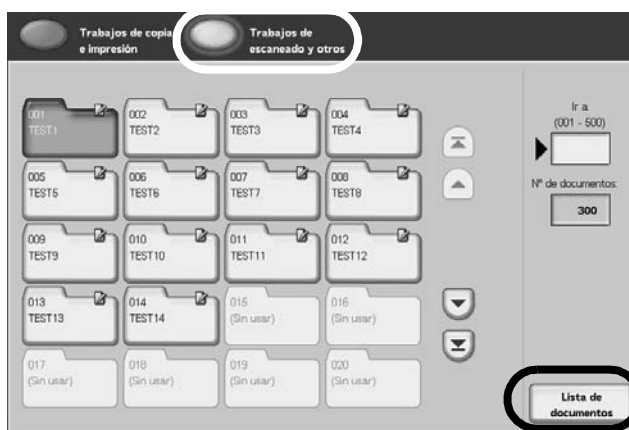 Trabajos de copia
e impresión
Trabajos de
escaneado y otros
001
TEST1
002
TEST2
003
TEST3
004
TEST4
Ir a
(001 - 500)
005
TEST5
006
TEST6
007
TEST7
008
TEST8
Nº de documentos:
300
009
TEST9
010
TEST10
011
TEST11
012
TEST12
013
TEST13
014
TEST14
015
(Sin usar)
016
(Sin usar)
017
(Sin usar)
018
(Sin usar)
019
(Sin usar)
020
(Sin usar)
Lista de
documentos